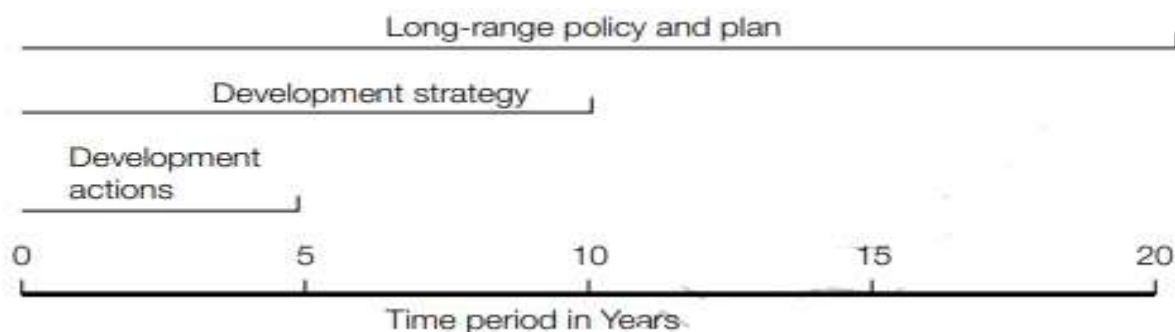 Long-range policy and plan
Development strategy
Development
actions
0 5 10 15 20
Time period in Years